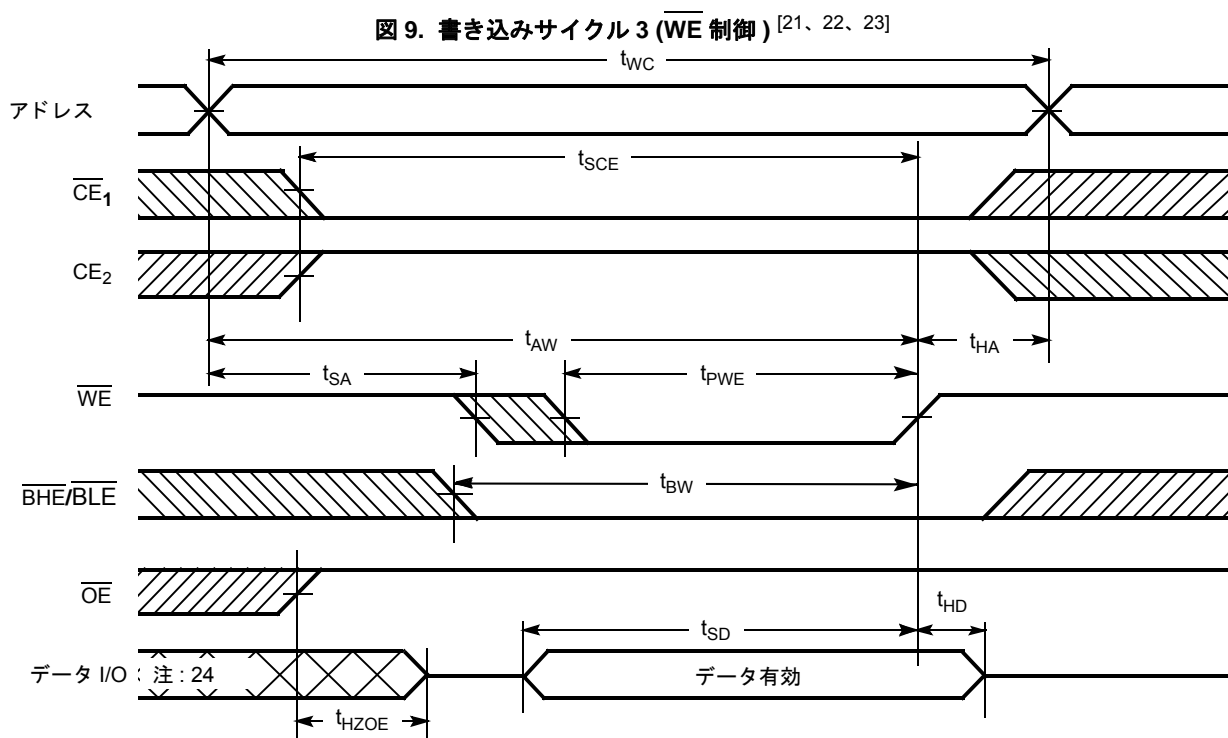 図 9. 書き込みサイクル 3 (WE 制御 ) [21、22、23]
tWC
アドレス
tSCE
CE1
CE2
tAW
tHA
tSA
tPWE
WE
tBW
BHE/BLE
OE
tHD
tSD
データ I/O
注 : 24
データ有効
tHZOE